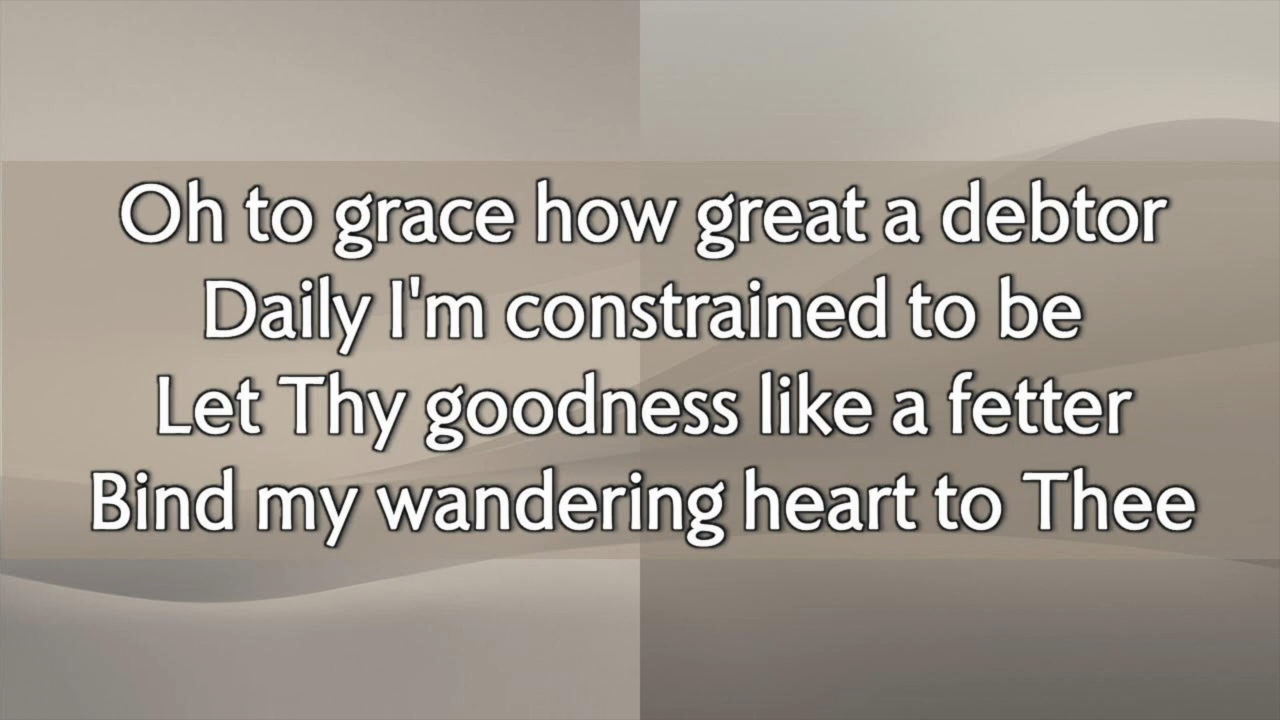 Oh to grace how great a debtor
Daily I'm constrained to be
Let Thy goodness like a fetter
Bind my wandering heart to Thee